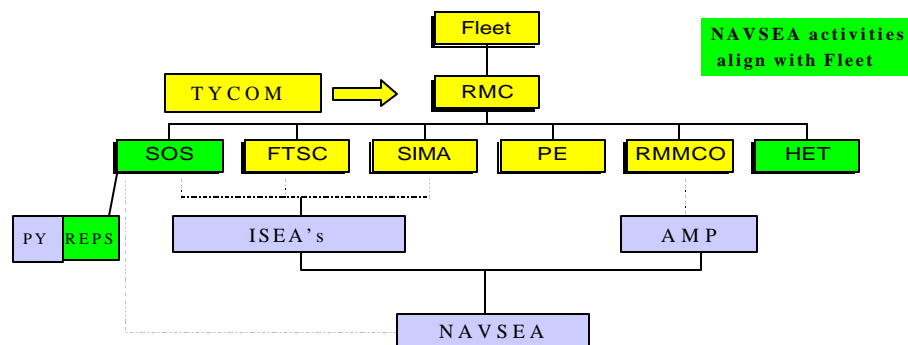 Fleet
NAVSEA activities
align with Fleet
TYCOM
RMC
SOS
FTSC
SIMA
PE
RMMCO
HET
PY
REPS
ISEA's
AMP
NAVSEA